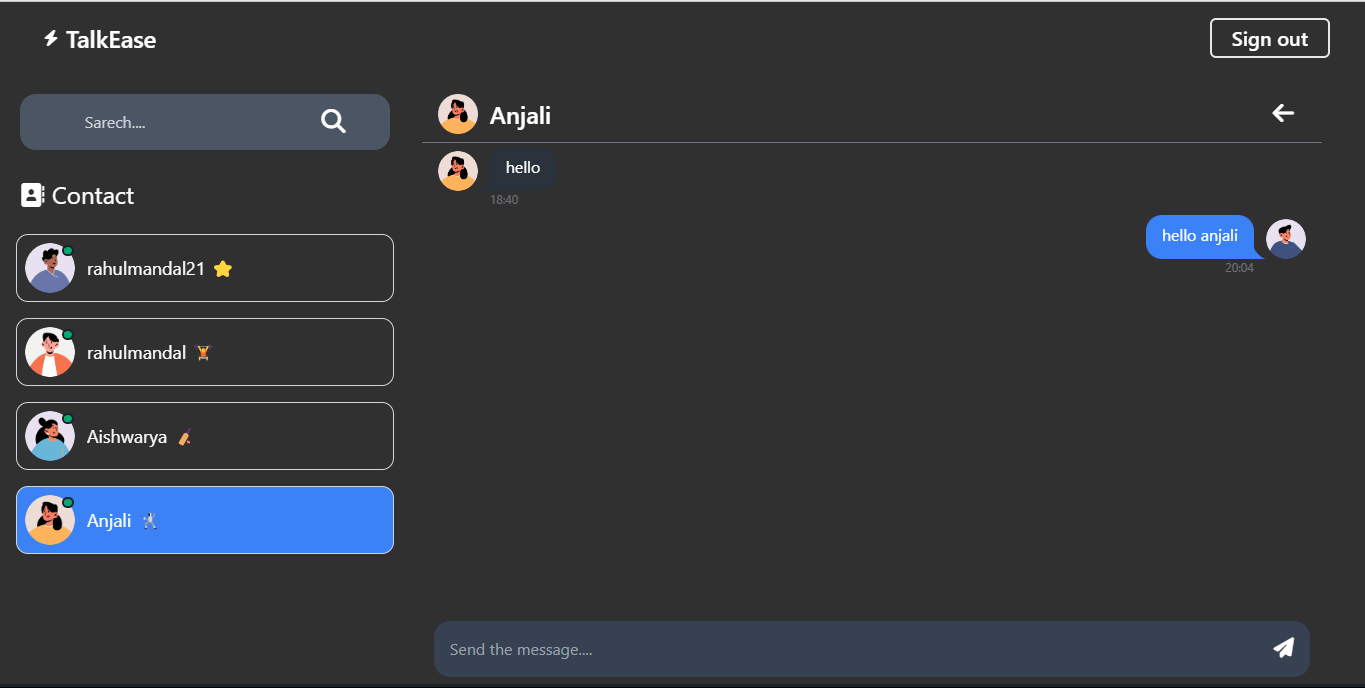 TalkEase
Sign out
Sarech....
Contact
rahulmandal21 ⭐
rahulmandal 🏋
Aishwarya 🏏
Anjali 🤺
Anjali
hello
18:40
hello anjali
20:04
Send the message....